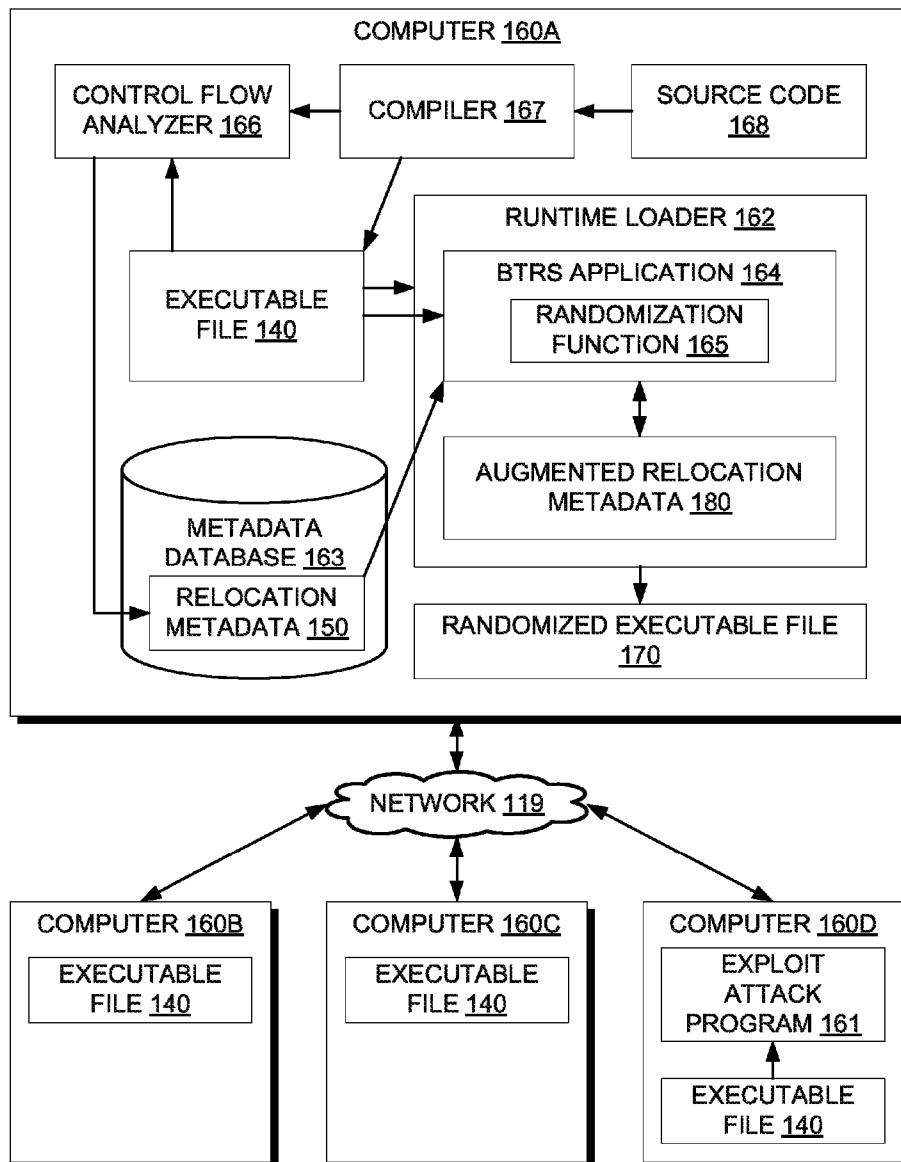 COMPUTER 160A
CONTROL FLOW
ANALYZER 166
COMPILER 167
SOURCE CODE
168
RUNTIME LOADER 162
BTRS APPLICATION 164
RANDOMIZATION
FUNCTION 165
EXECUTABLE
FILE 140
AUGMENTED RELOCATION
METADATA 180
METADATA
DATABASE 163
RELOCATION
METADATA 150
RANDOMIZED EXECUTABLE FILE
170
NETWORK 119
COMPUTER 160B
EXECUTABLE
FILE 140
COMPUTER 160C
EXECUTABLE
FILE 140
COMPUTER 160D
EXPLOIT
ATTACK
PROGRAM 161
EXECUTABLE
FILE 140